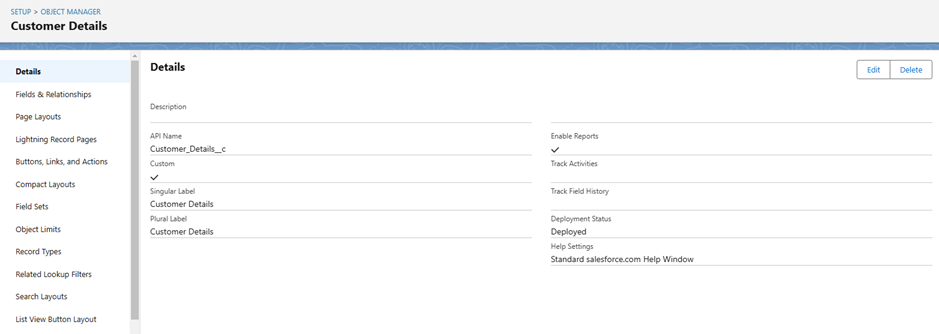 SETUP > OBJECT MANAGER
Customer Details
Details
Fields & Relationships
Page Layouts
Lightning Record Pages
Buttons, Links, and Actions
Compact Layouts
Field Sets
Object Limits
Record Types
Related Lookup Filters
Search Layouts
List View Button Layout
Details
Edit
Delete
Description
API Name
Customer_Details__c
Custom
Singular Label
Customer Details
Plural Label
Customer Details
Enable Reports
Track Activities
Track Field History
Deployment Status
Deployed
Help Settings
Standard salesforce.com Help Window